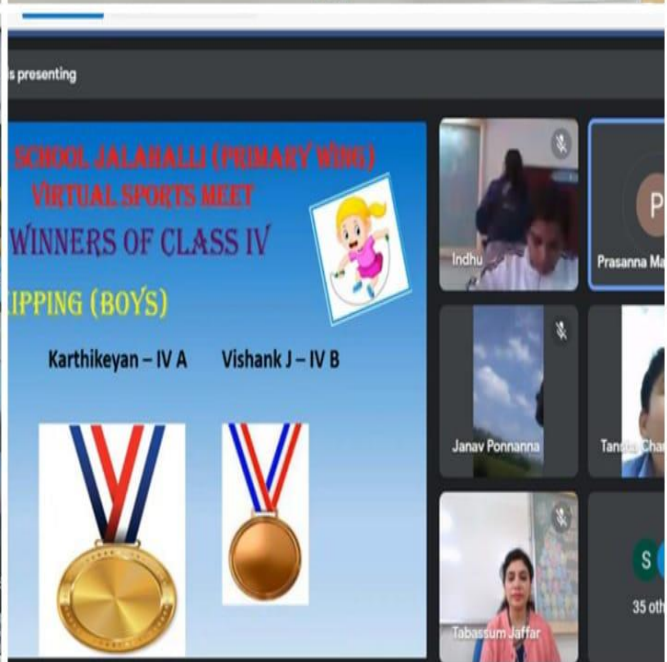 is presenting
SCHOOL JALAHALLI (PRIMARY WING)
VIRTUAL SPORTS MEET
WINNERS OF CLASS IV
IPPING (BOYS)
Karthikeyan – IV A Vishank J – IV B
Indhu
Prasanna Ma
Janav Ponnanna
Tabassum Jaffar
P
S
35 oth